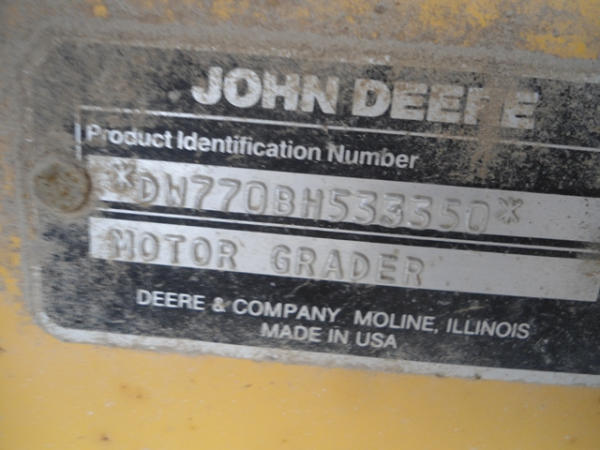 JOHN DEERE
Product Identification Number
*DW770BH533350*
MOTOR GRADER
DEERE & COMPANY MOLINE, ILLINOIS
MADE IN USA